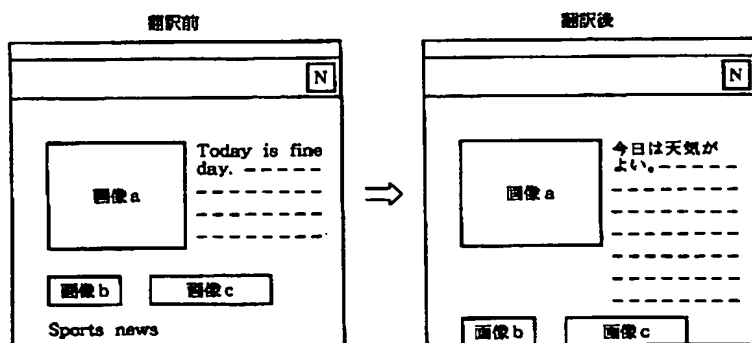 翻訳前
翻訳後
N
N
画像a
Today is fine
day.
画像a
今日は天気が
よい。
画像b
画像c
Sports news
画像b
画像c